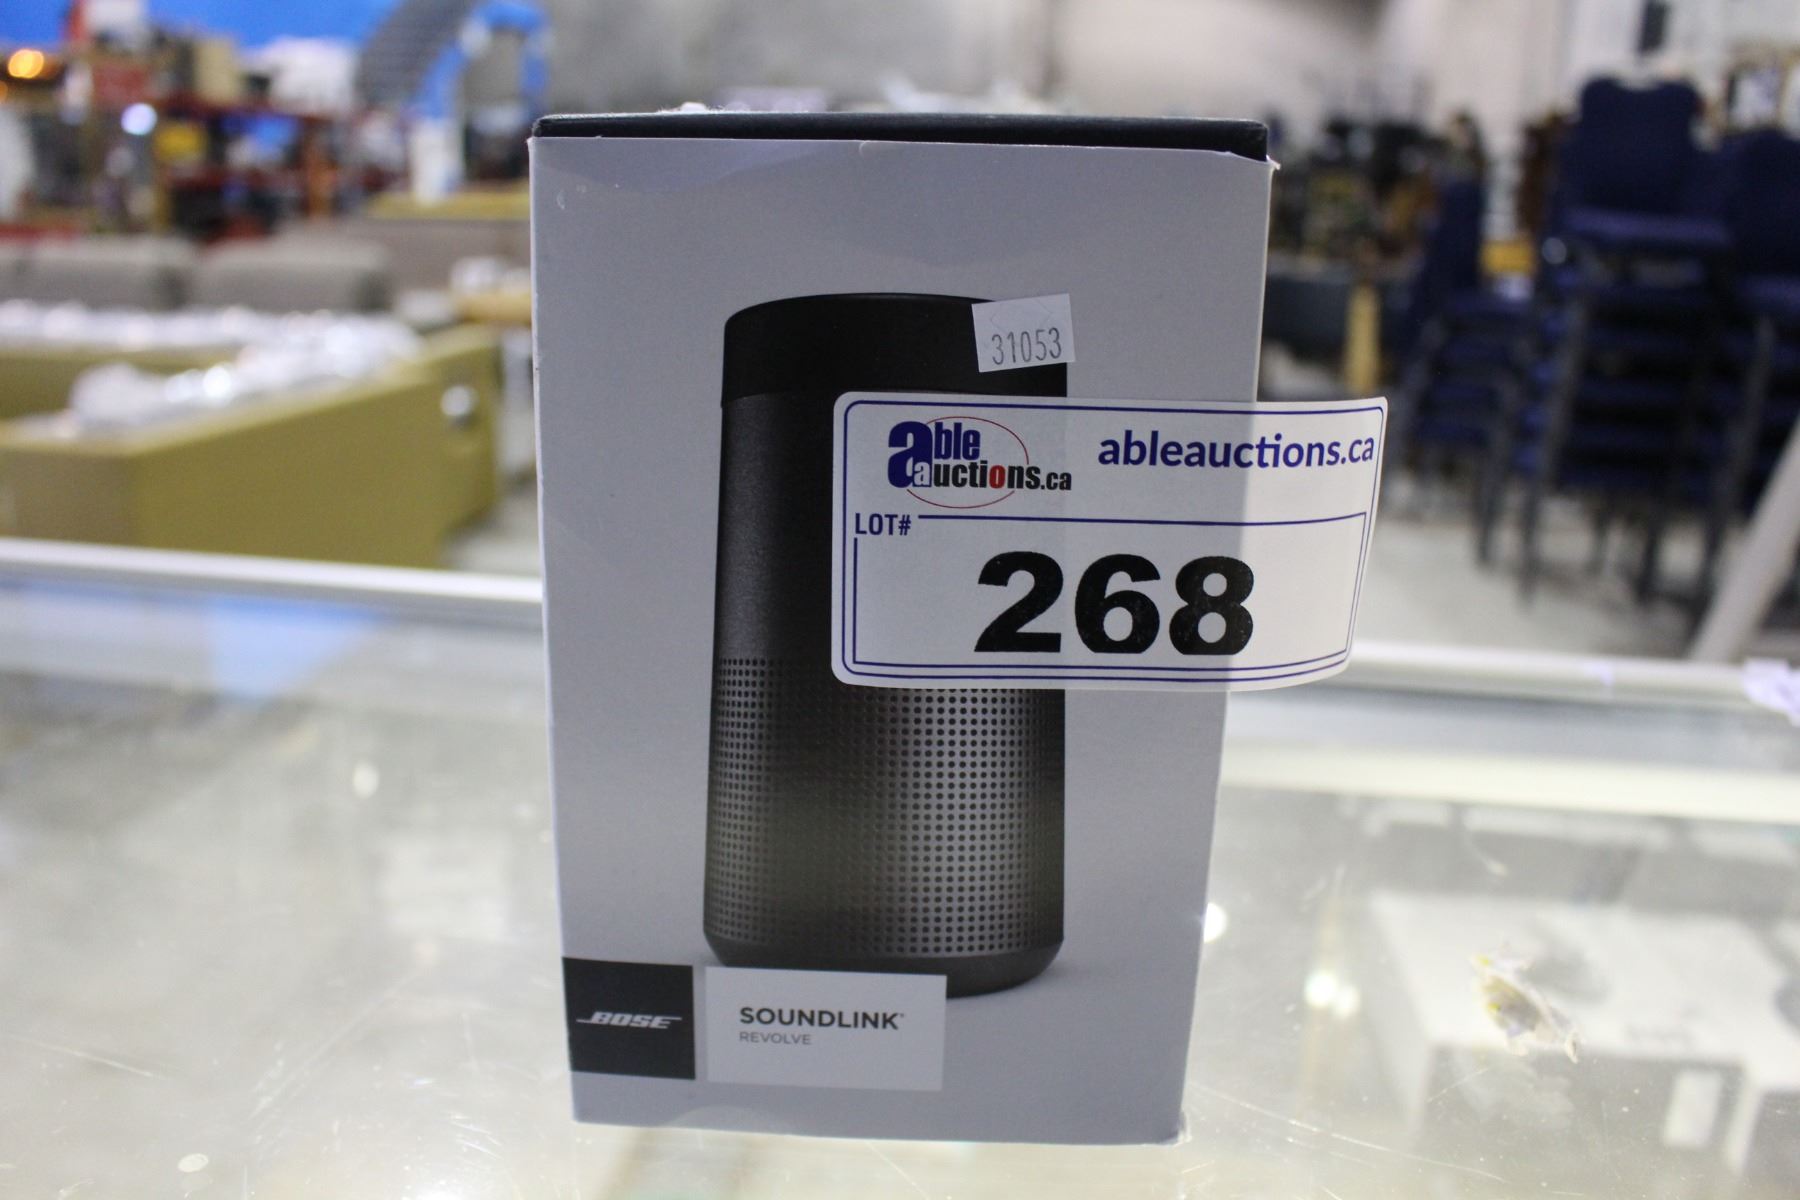 31053
able auctions.ca
ableauctions.ca
LOT#
268
BOSE
SOUNDLINK®
REVOLVE